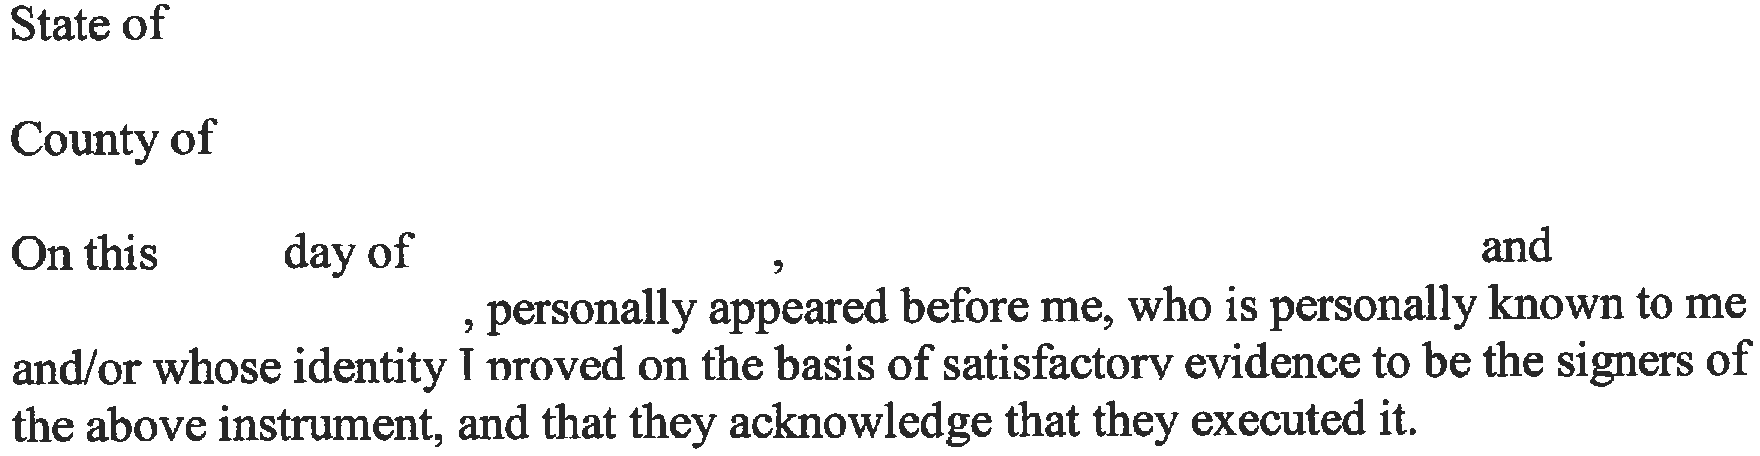 State of
County of
On this day of , and
, personally appeared before me, who is personally known to me
and/or whose identity I proved on the basis of satisfactory evidence to be the signers of
the above instrument, and that they acknowledge that they executed it.